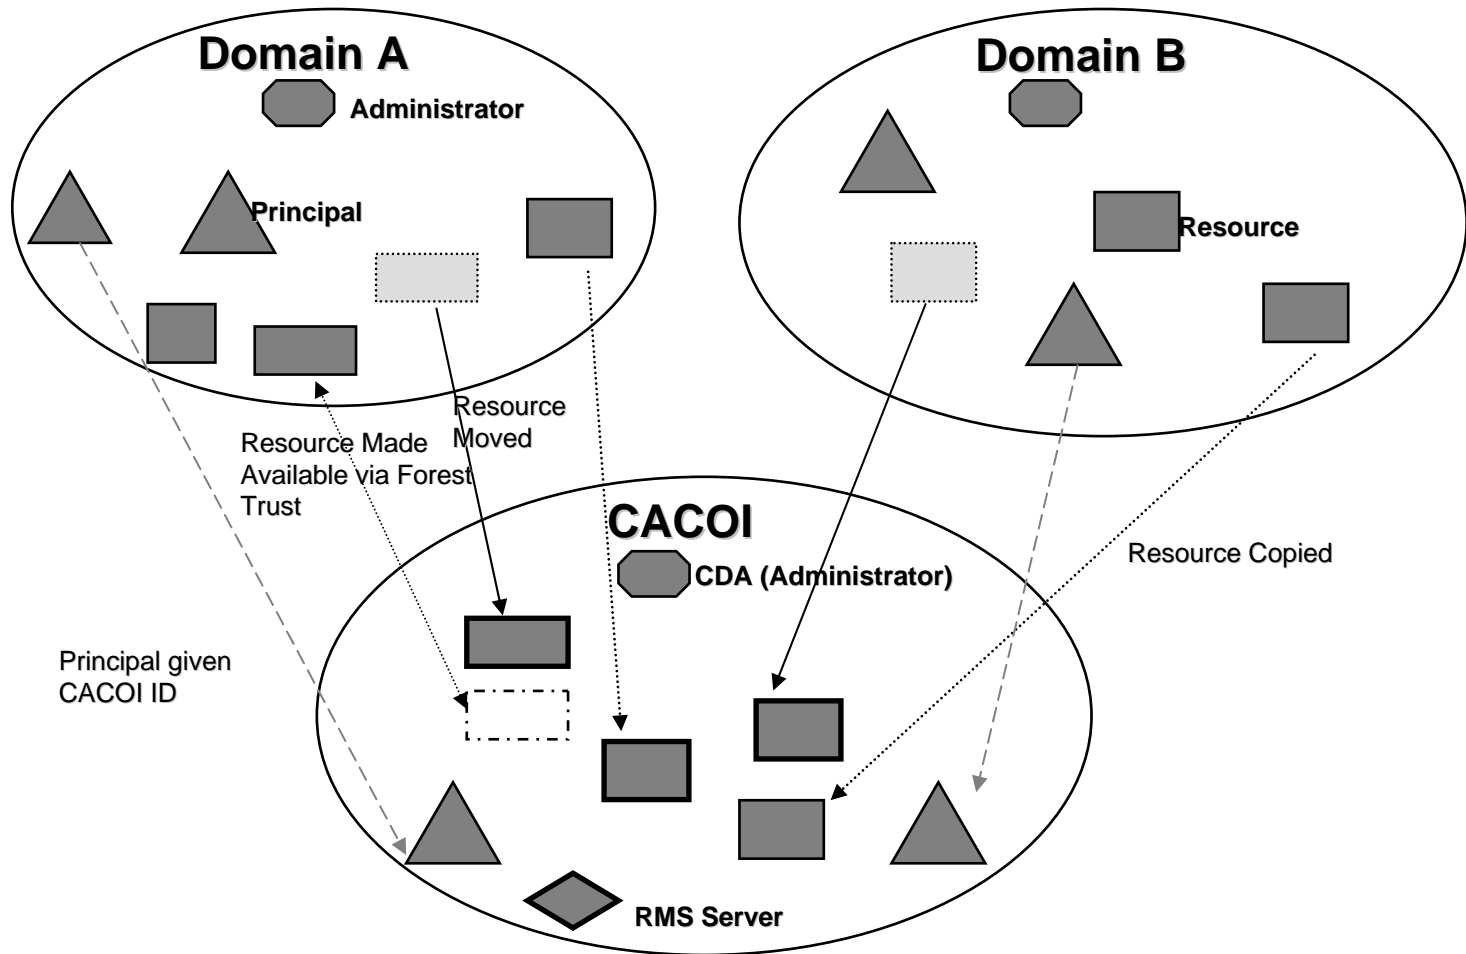 Domain A
Administrator
Principal
Domain B
Resource
Resource
Moved
Resource Made
Available via Forest
Trust
CACOI
CDA (Administrator)
Resource Copied
Principal given
CACOI ID
RMS Server